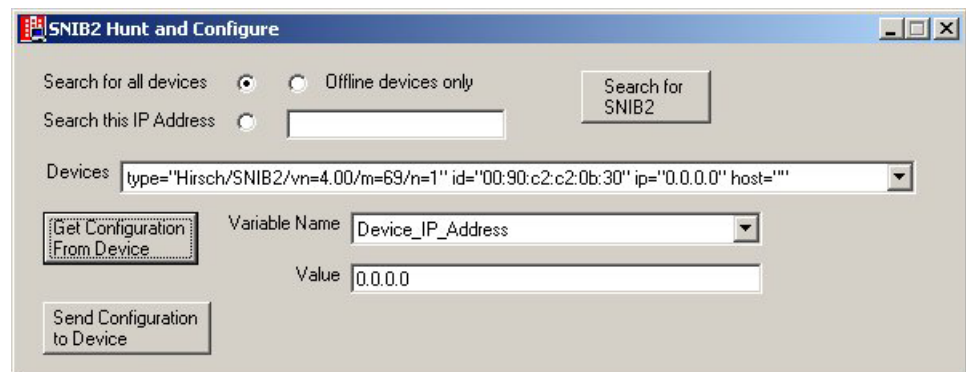 SNIB2 Hunt and Configure
Search for all devices Offline devices only
Search for
SNIB2
Search this IP Address
Devices type="Hirsch/SNIB2/vn=4.00/m=69/n=1" id="00:90:c2:c2:0b:30" ip="0.0.0.0" host=""
Get Configuration
From Device
Variable Name Device_IP_Address
Value 0.0.0.0
Send Configuration
to Device